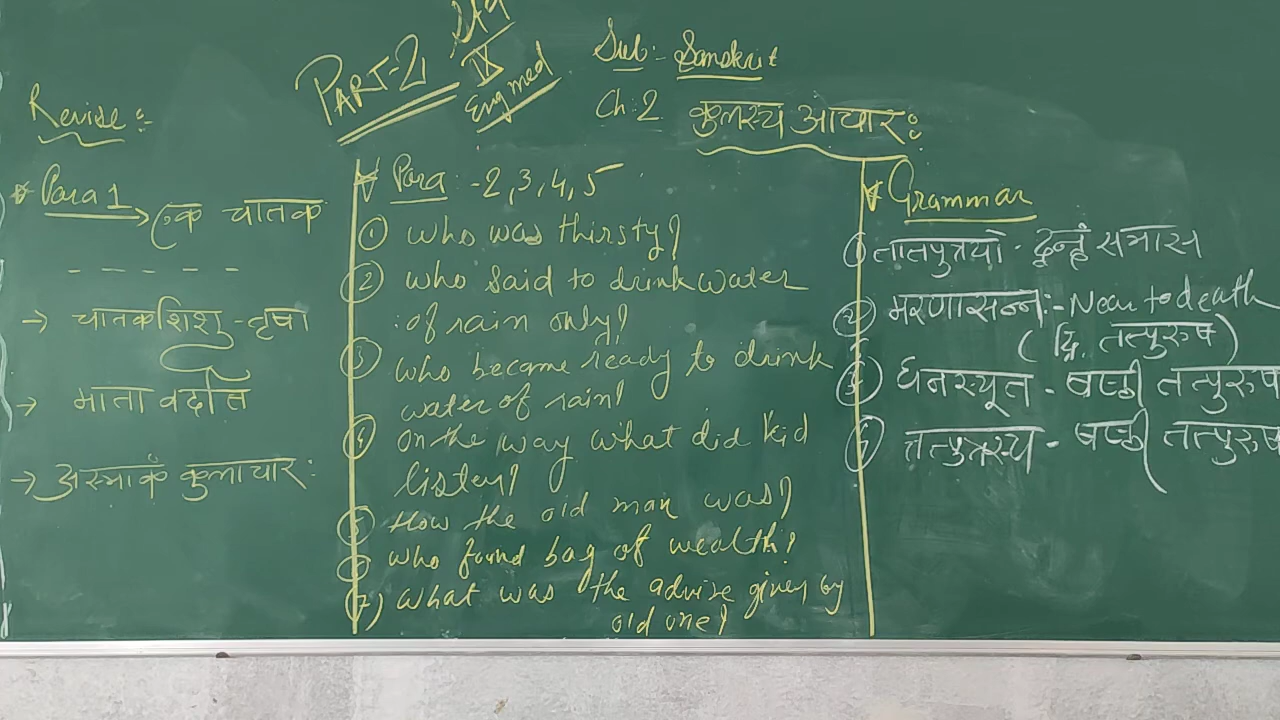 PART-2,
Std
IX
Eng med
Sub:- Sanskrit
Ch:2. कुलस्य आचारः
Revise:-
* Para 1
→ एक चातक
- - - - - -
→ चातकशिशु-तृषा
→ माता वदति
→ अस्माकं कुलाचारः
* Para :-2,3,4,5
① who was thirsty?
② who said to drink water
of rain only?
③ who became ready to drink
water of rain?
④ on the way what did kid
listen?
⑤ How the old man was?
⑥ who found bag of wealth?
7) what was the advise given by
old one?
* Grammar
① तातपुत्रयो - द्वन्द्व समास
② मरणासन्नः - Near to death
(द्वि. तत्पुरुष)
③ धनस्यूत - षष्ठी तत्पुरुष
④ तत्पुत्रस्य - षष्ठी तत्पुरुष